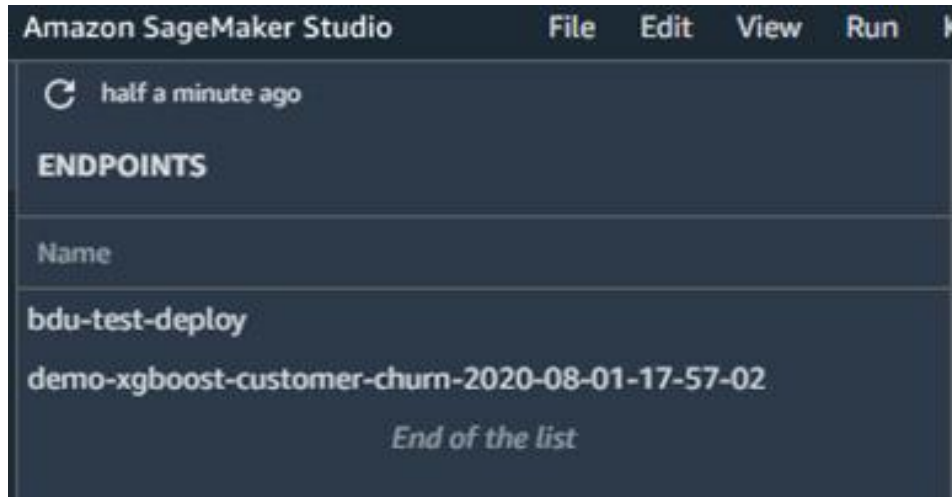 Amazon SageMaker Studio File Edit View Run
half a minute ago
ENDPOINTS
Name
bdu-test-deploy
demo-xgboost-customer-churn-2020-08-01-17-57-02
End of the list